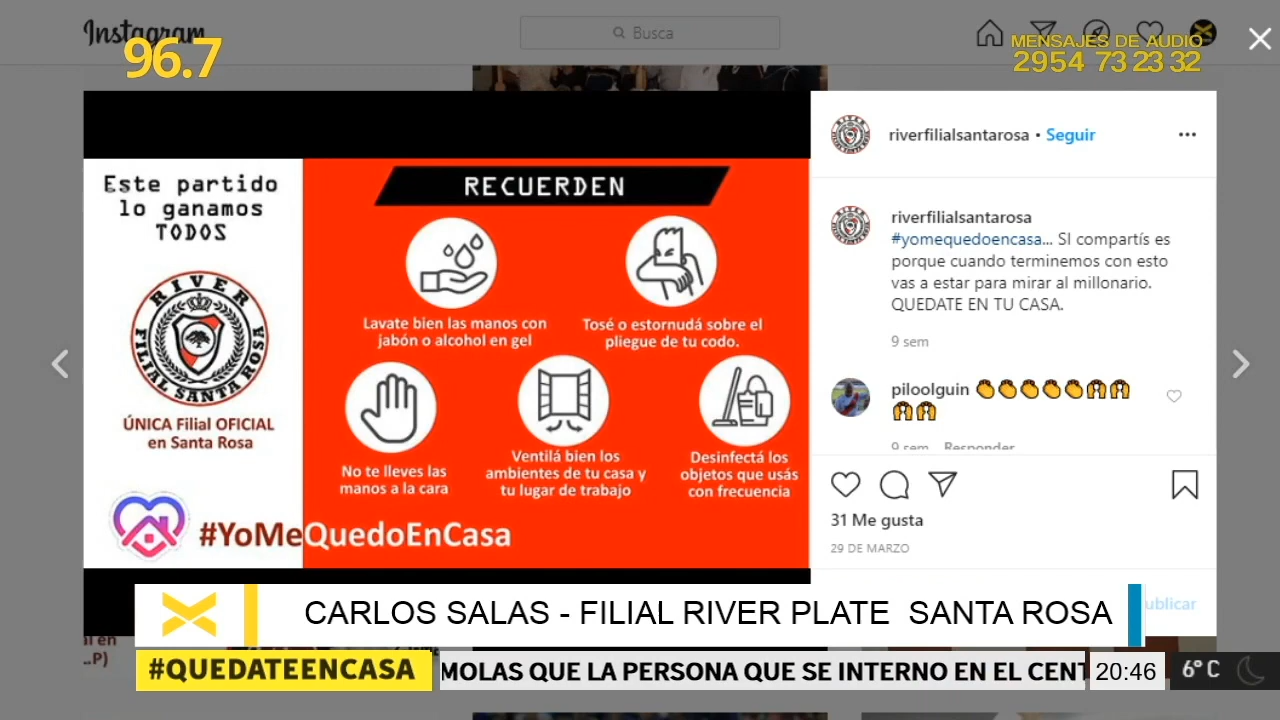 Instagram
Busca
96.7
MENSAJES DE AUDIO
2954 73 23 32
Este partido
lo ganamos
TODOS
RIVER
FILIAL SANTA ROSA
ÚNICA Filial OFICIAL
en Santa Rosa
#YoMeQuedoEnCasa
RECUERDEN
Lavate bien las manos con
jabón o alcohol en gel
Tosé o estornudá sobre el
pliegue de tu codo.
No te lleves las
manos a la cara
Ventilá bien los
ambientes de tu casa y
tu lugar de trabajo
Desinfectá los
objetos que usás
con frecuencia
riverfilialsantarosa • Seguir
riverfilialsantarosa
#yomequedoencasa... SI compartís es
porque cuando terminemos con esto
vas a estar para mirar al millonario.
QUEDATE EN TU CASA.
9 sem
piloolguin 👏👏👏👏👏🙌🙌
🙌🙌
9 sem Responder
31 Me gusta
29 DE MARZO
ublicar
al en
...P)
CARLOS SALAS - FILIAL RIVER PLATE SANTA ROSA
#QUEDATEENCASA
MOLAS QUE LA PERSONA QUE SE INTERNO EN EL CENT
20:46
6°C